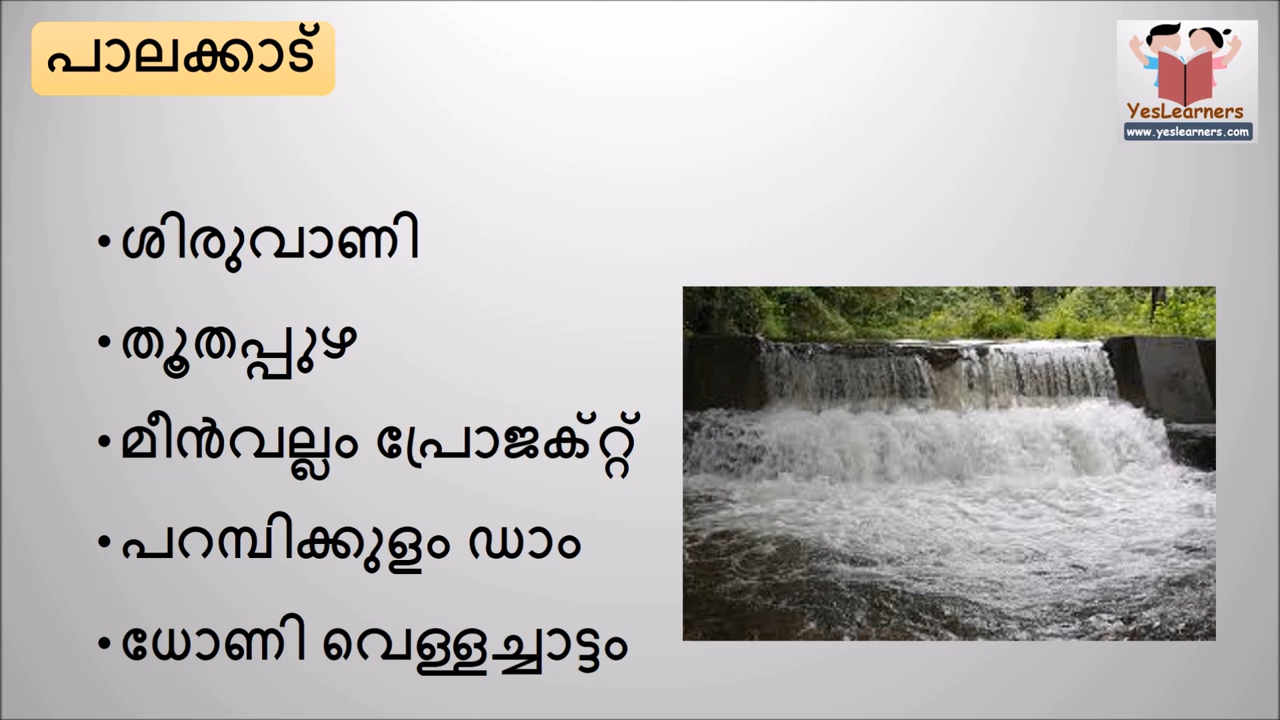 പാലക്കാട്
YesLearners
www.yeslearners.com
•ശിരുവാണി
•തൂതപ്പുഴ
•മീൻവല്ലം പ്രോജക്റ്റ്
•പറമ്പിക്കുളം ഡാം
•ധോണി വെള്ളച്ചാട്ടം